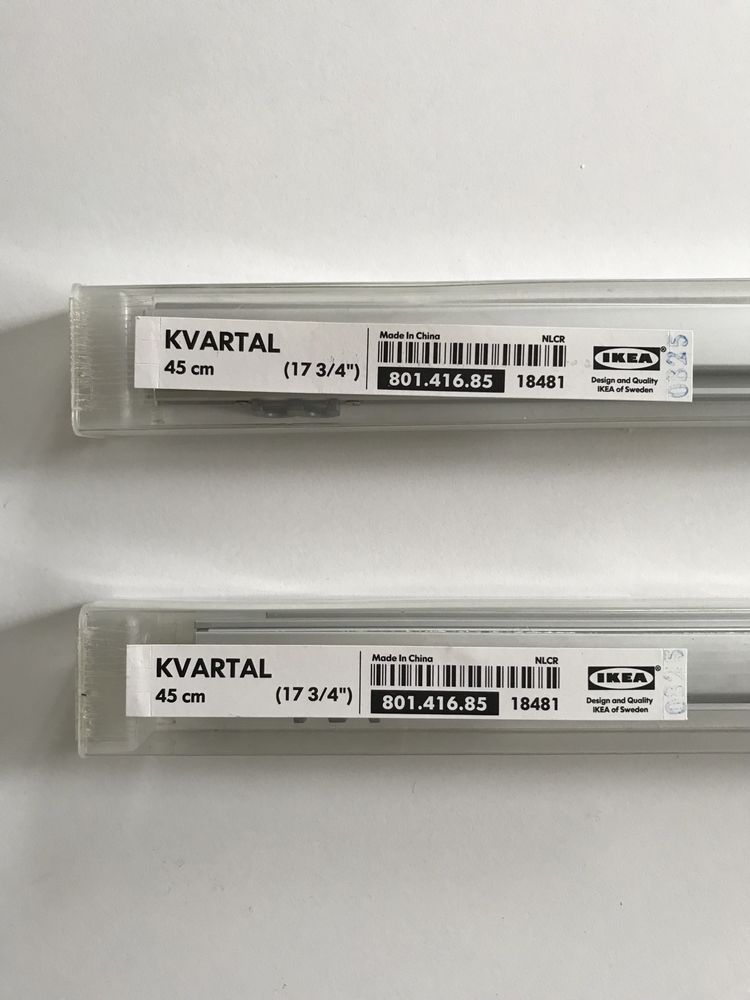 KVARTAL
45 cm (17 3/4")
Made In China NLCR
801.416.85 18481
IKEA®
Design and Quality
IKEA of Sweden
0825
KVARTAL
45 cm (17 3/4")
Made In China NLCR
801.416.85 18481
IKEA®
Design and Quality
IKEA of Sweden